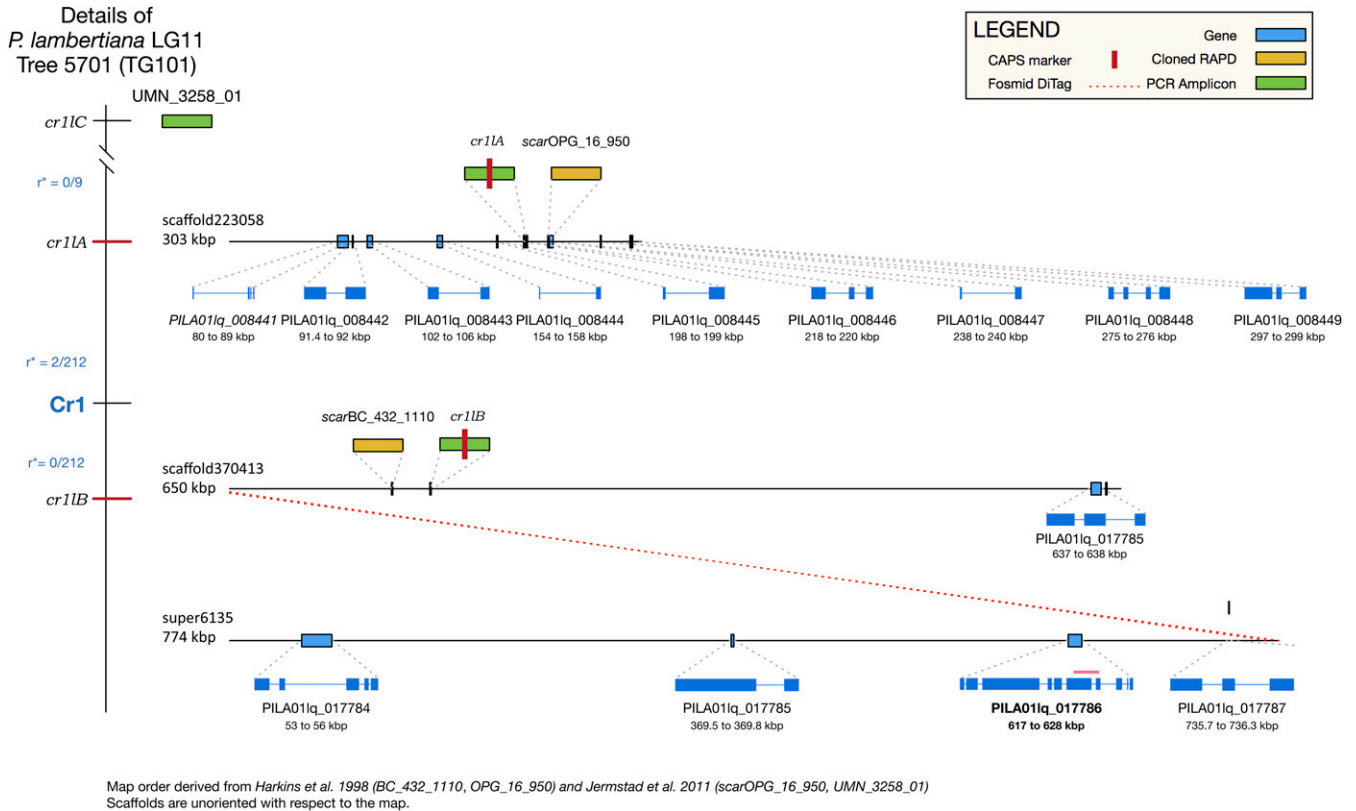 Details of
P. lambertiana LG11
Tree 5701 (TG101)
LEGEND
Gene
CAPS marker
Cloned RAPD
Fosmid DiTag
PCR Amplicon
UMN_3258_01
cr1lC
cr1lA
scarOPG_16_950
r* = 0/9
scaffold223058
cr1lA
303 kbp
PILA01lq_008441
PILA01lq_008442
PILA01lq_008443
PILA01lq_008444
PILA01lq_008445
PILA01lq_008446
PILA01lq_008447
PILA01lq_008448
PILA01lq_008449
80 to 89 kbp
91.4 to 92 kbp
102 to 106 kbp
154 to 158 kbp
198 to 199 kbp
218 to 220 kbp
238 to 240 kbp
275 to 276 kbp
297 to 299 kbp
r* = 2/212
Cr1
scarBC_432_1110
cr1lB
r*= 0/212
scaffold370413
650 kbp
cr1lB
PILA01lq_017785
637 to 638 kbp
super6135
774 kbp
PILA01lq_017784
PILA01lq_017785
PILA01lq_017786
PILA01lq_017787
53 to 56 kbp
369.5 to 369.8 kbp
617 to 628 kbp
735.7 to 736.3 kbp
Map order derived from Harkins et al. 1998 (BC_432_1110, OPG_16_950) and Jermstad et al. 2011 (scarOPG_16_950, UMN_3258_01)
Scaffolds are unoriented with respect to the map.